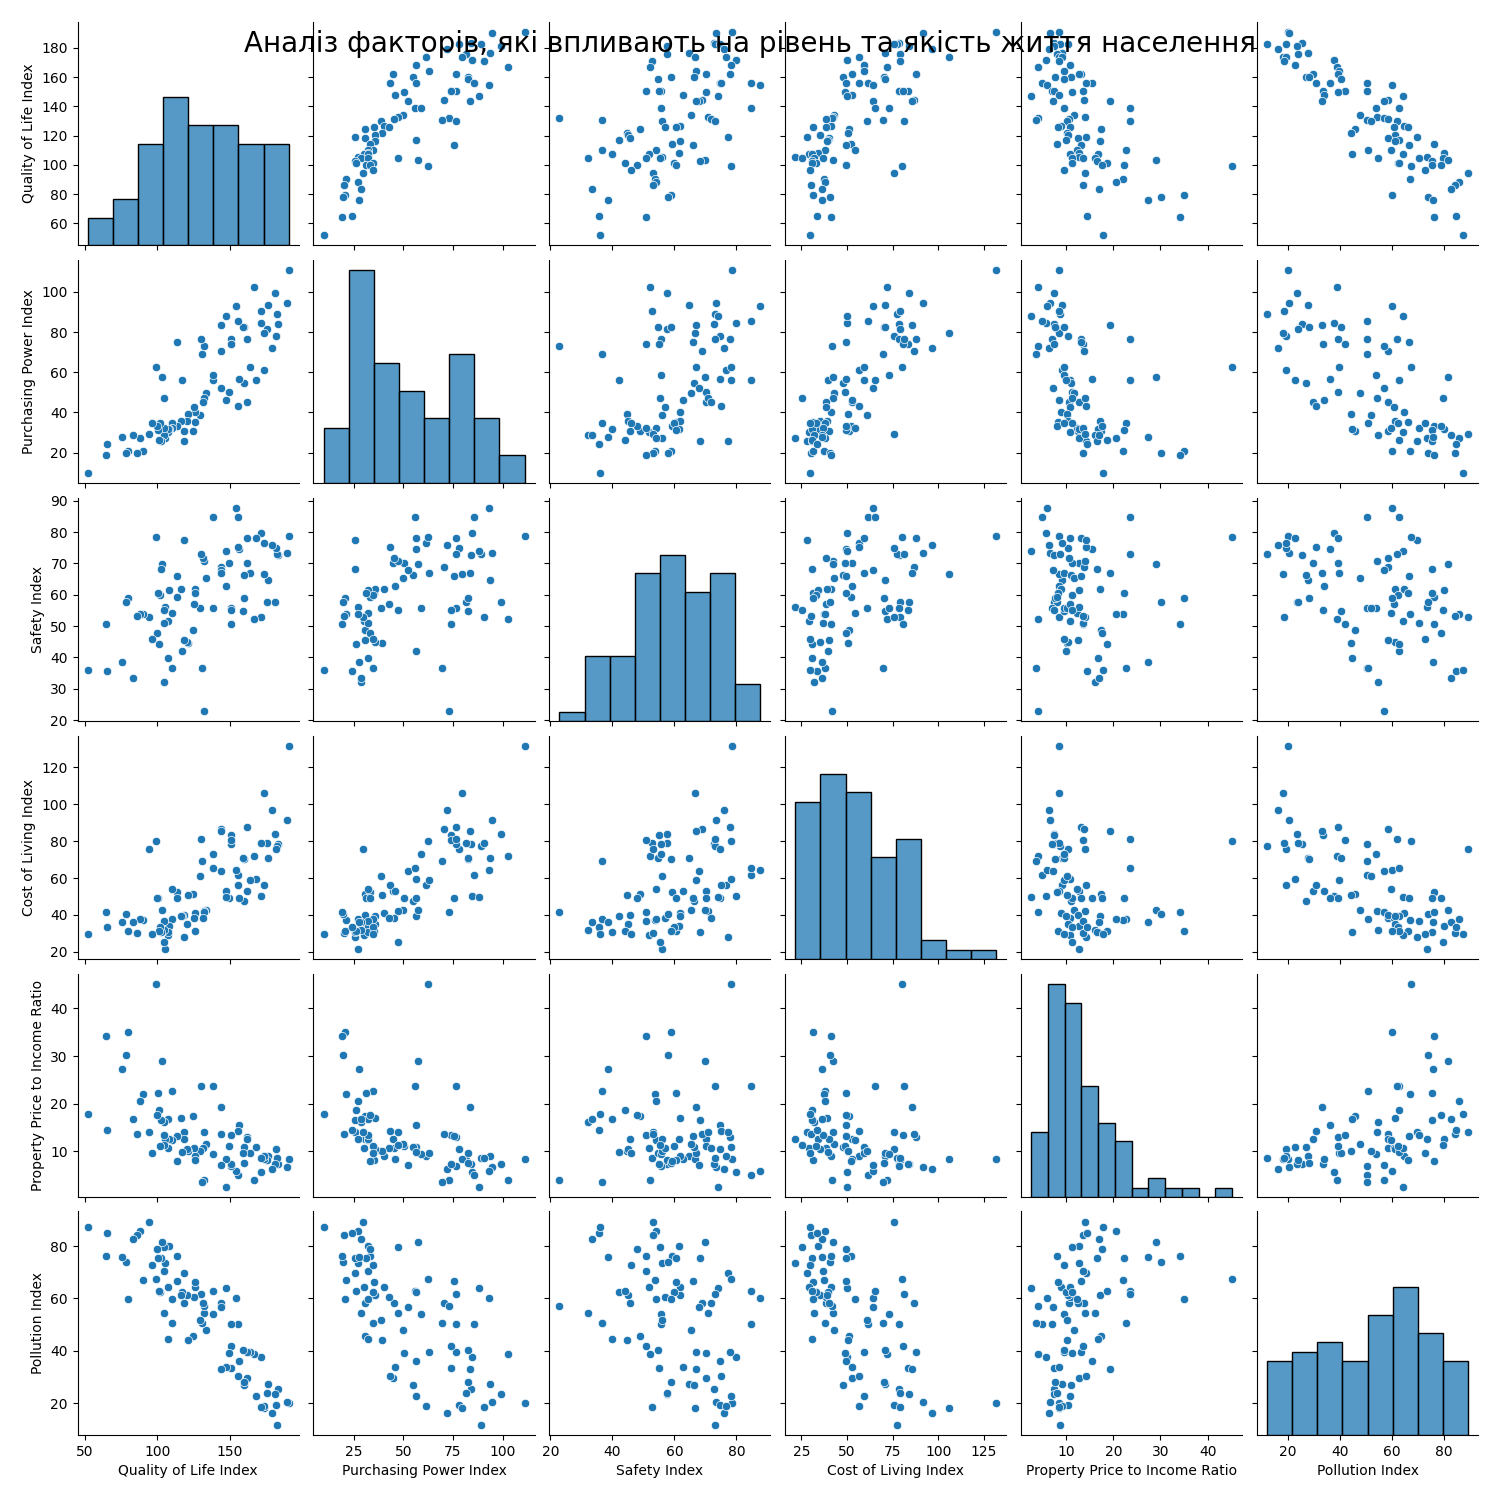 Аналіз факторів, які впливають на рівень та якість життя населення
Quality of Life Index
180
160
140
120
100
80
60
Purchasing Power Index
100
80
60
40
20
Safety Index
90
80
70
60
50
40
30
20
Cost of Living Index
120
100
80
60
40
20
Property Price to Income Ratio
40
30
20
10
Pollution Index
80
60
40
20
50 100 150
25 50 75 100
20 40 60 80
25 50 75 100 125
10 20 30 40
20 40 60 80
Quality of Life Index
Purchasing Power Index
Safety Index
Cost of Living Index
Property Price to Income Ratio
Pollution Index